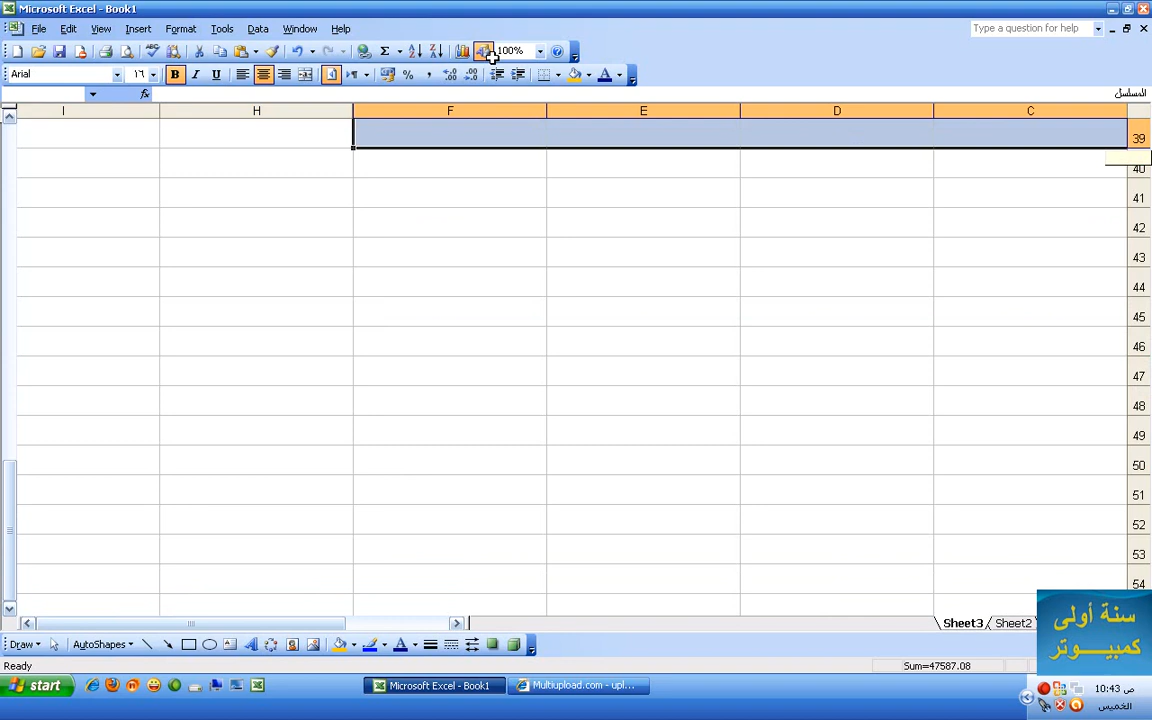 Microsoft Excel - Book1
File Edit View Insert Format Tools Data Window Help
Type a question for help
100%
Arial ١٦ B I U
المسلسل
I H F E D C
39
40
41
42
43
44
45
46
47
48
49
50
51
52
53
54
Sheet3 Sheet2
سنة أولى
كمبيـــوتر
Draw AutoShapes
Ready
Sum=47587.08
start
Microsoft Excel - Book1
Multiupload.com - upl...
10:43 ص
الخميس